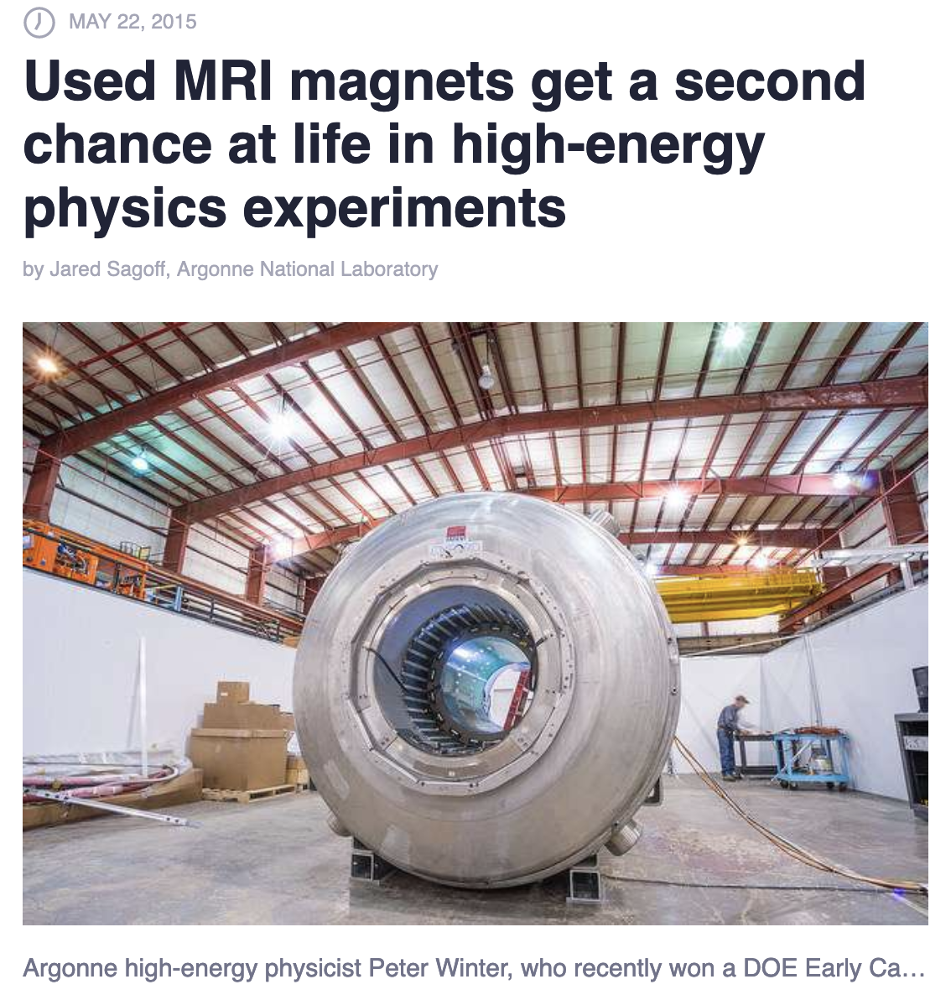 MAY 22, 2015
Used MRI magnets get a second
chance at life in high-energy
physics experiments
by Jared Sagoff, Argonne National Laboratory
Argonne high-energy physicist Peter Winter, who recently won a DOE Early Ca...